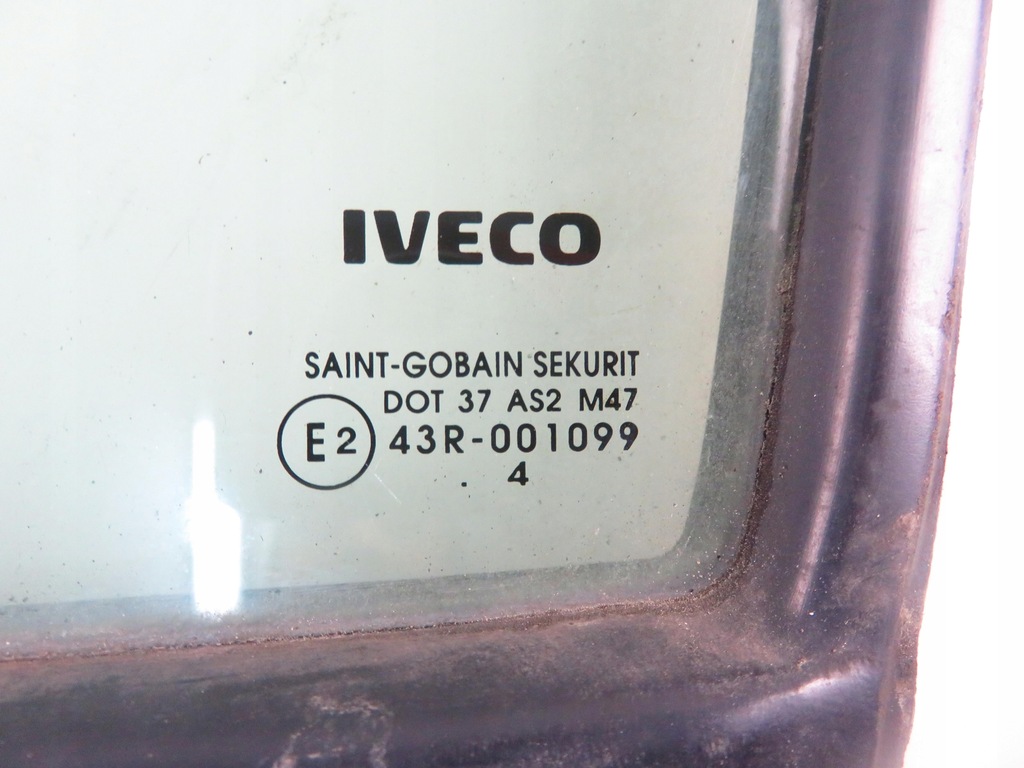 IVECO
SAINT-GOBAIN SEKURIT
DOT 37 AS2 M47
E2 43R-001099
. 4